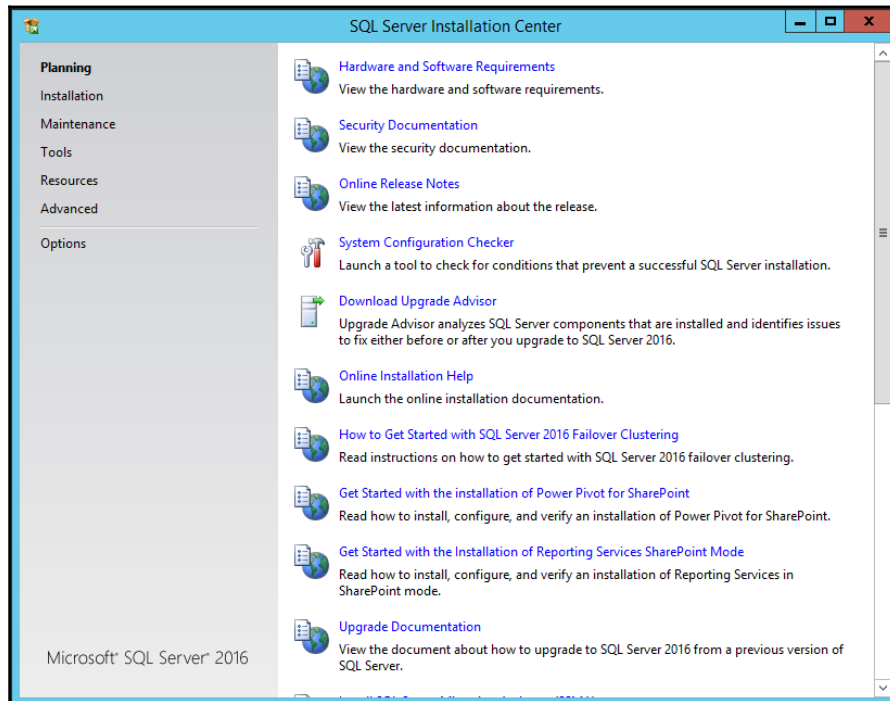 SQL Server Installation Center
Planning
Installation
Maintenance
Tools
Resources
Advanced
Options
Microsoft® SQL Server® 2016
Hardware and Software Requirements
View the hardware and software requirements.
Security Documentation
View the security documentation.
Online Release Notes
View the latest information about the release.
System Configuration Checker
Launch a tool to check for conditions that prevent a successful SQL Server installation.
Download Upgrade Advisor
Upgrade Advisor analyzes SQL Server components that are installed and identifies issues
to fix either before or after you upgrade to SQL Server 2016.
Online Installation Help
Launch the online installation documentation.
How to Get Started with SQL Server 2016 Failover Clustering
Read instructions on how to get started with SQL Server 2016 failover clustering.
Get Started with the installation of Power Pivot for SharePoint
Read how to install, configure, and verify an installation of Power Pivot for SharePoint.
Get Started with the Installation of Reporting Services SharePoint Mode
Read how to install, configure, and verify an installation of Reporting Services in
SharePoint mode.
Upgrade Documentation
View the document about how to upgrade to SQL Server 2016 from a previous version of
SQL Server.